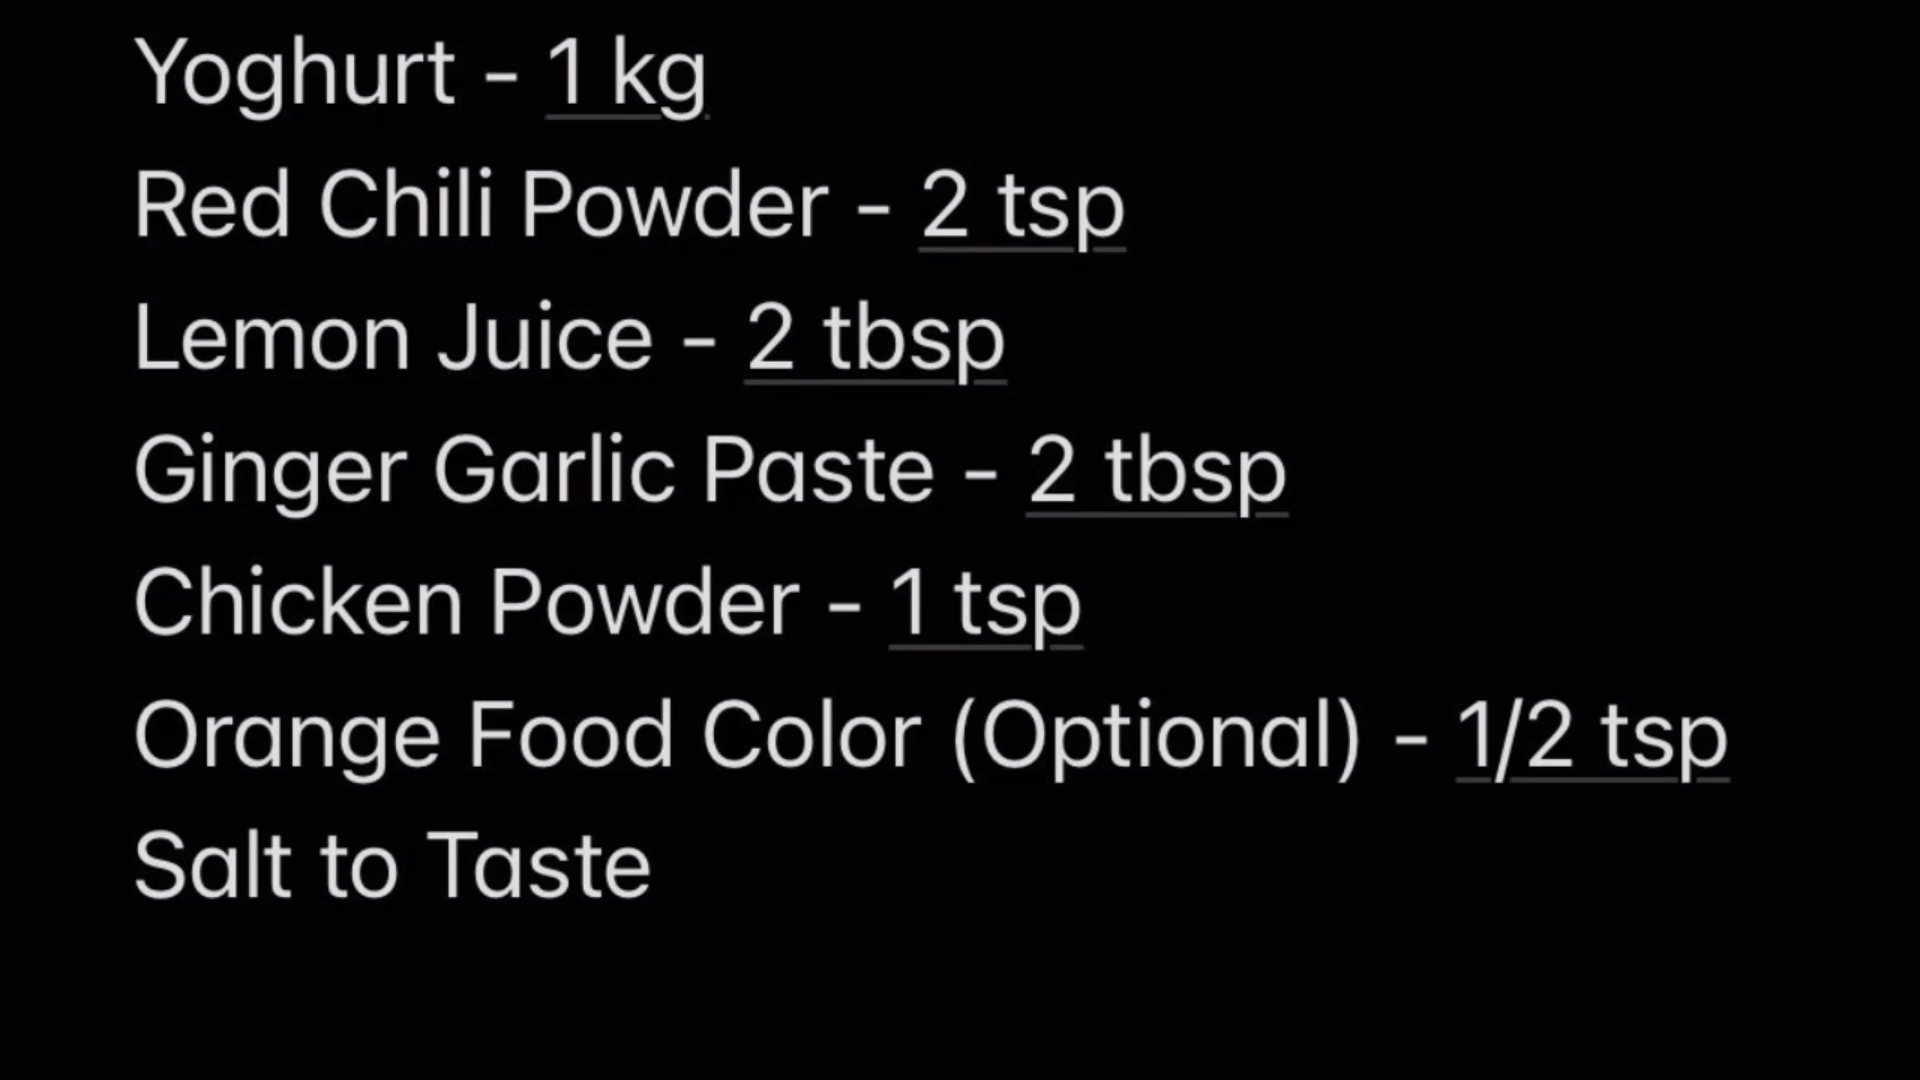 Yoghurt - 1 kg
Red Chili Powder - 2 tsp
Lemon Juice - 2 tbsp
Ginger Garlic Paste - 2 tbsp
Chicken Powder - 1 tsp
Orange Food Color (Optional) - 1/2 tsp
Salt to Taste